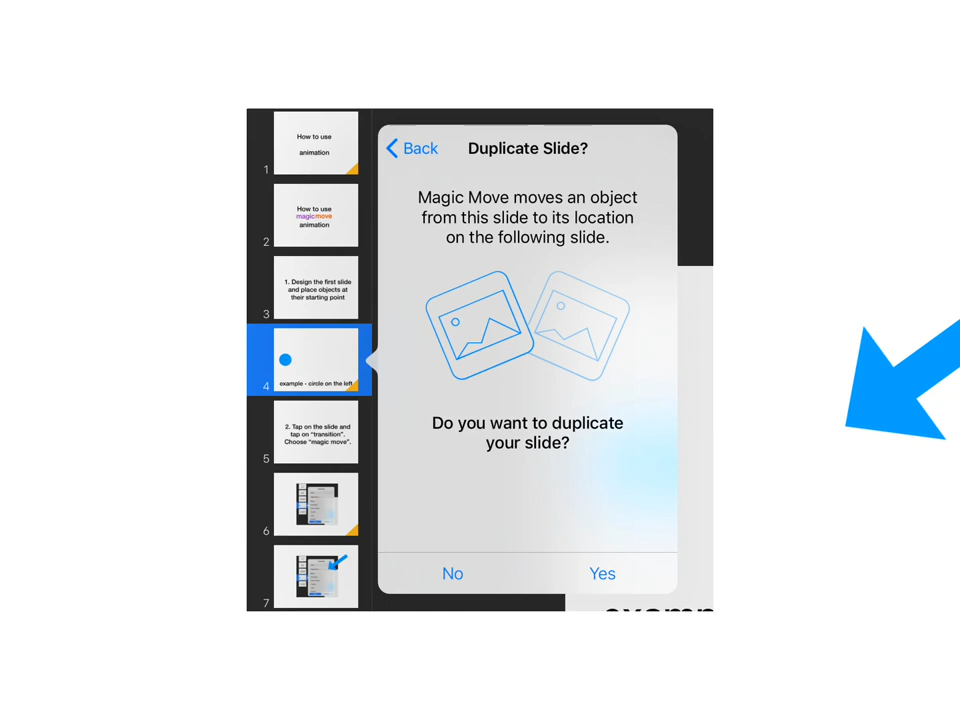 How to use
animation
1
How to use
magic move
animation
2
1. Design the first slide
and place objects at
their starting point
3
example - circle on the left
4
2. Tap on the slide and
tap on “transition”.
Choose “magic move”.
5
6
7
Back
Duplicate Slide?
Magic Move moves an object
from this slide to its location
on the following slide.
Do you want to duplicate
your slide?
No
Yes